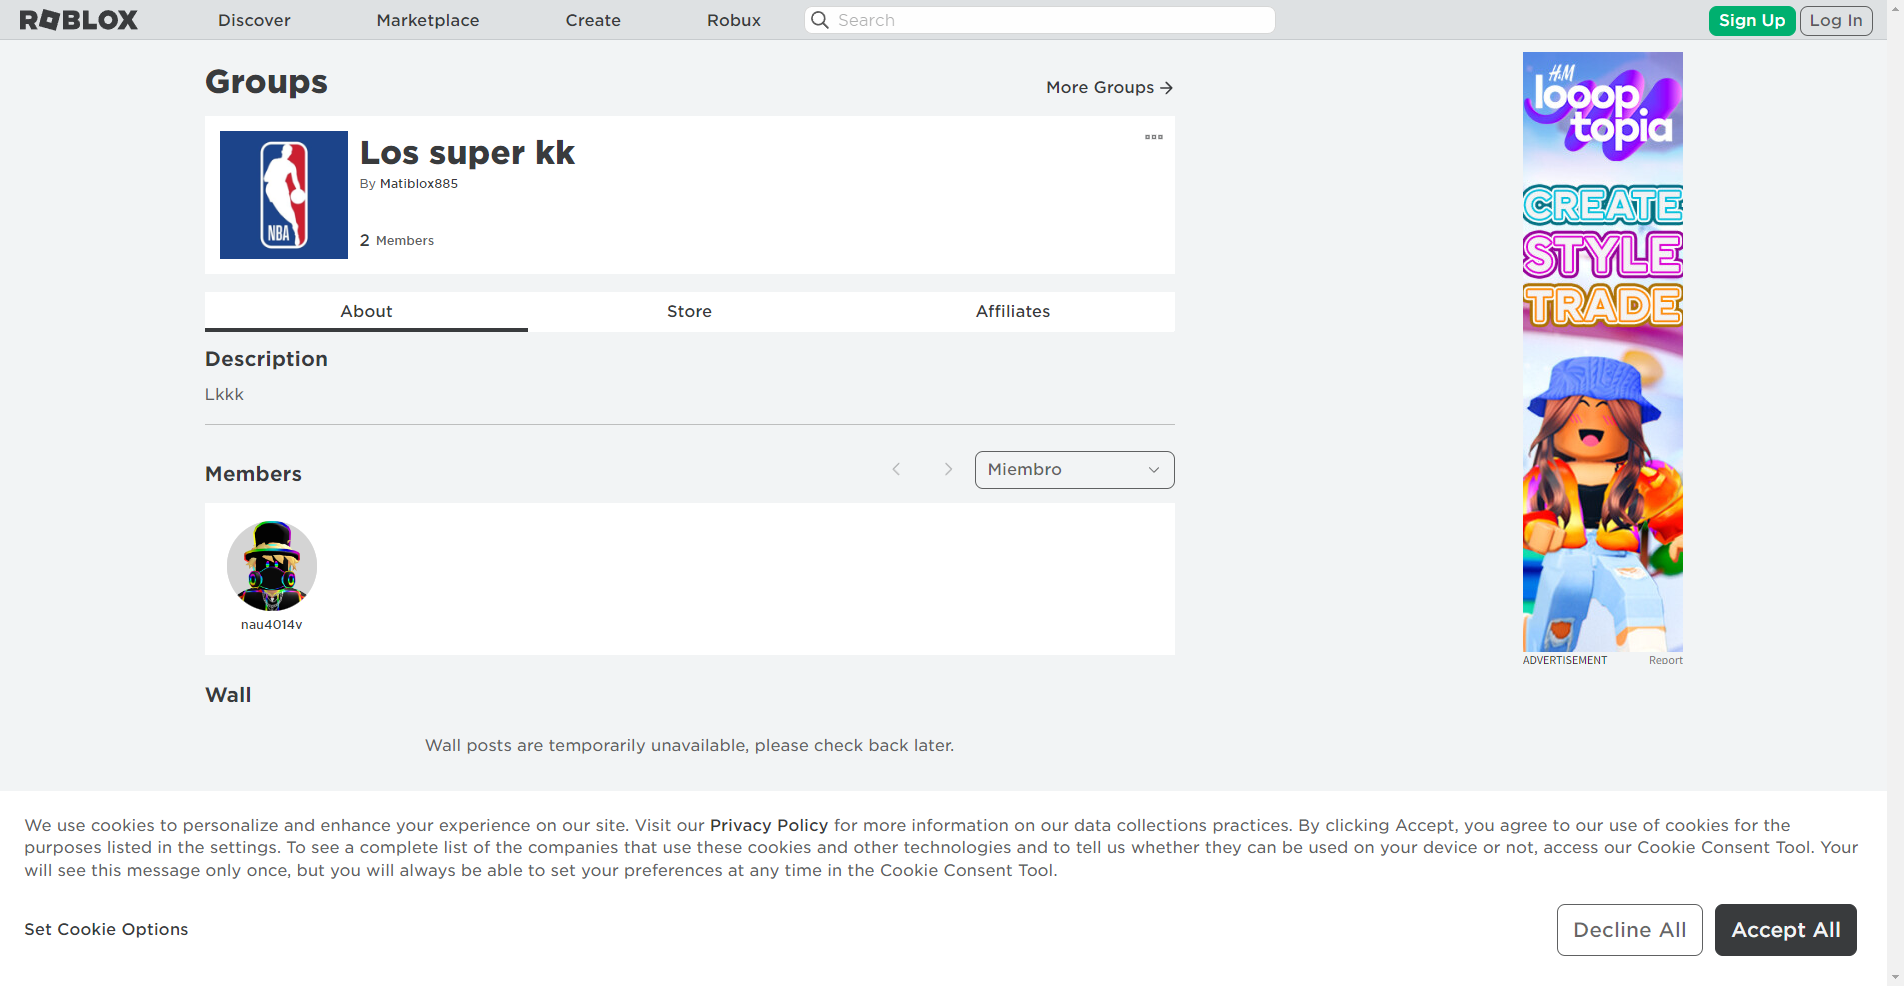 ROBLOX
Discover
Marketplace
Create
Robux
Search
Sign Up
Log In
Groups
More Groups
NBA
Los super kk
By Matiblox885
2 Members
About
Store
Affiliates
Description
Lkkk
Members
Miembro
nau4014v
Wall
Wall posts are temporarily unavailable, please check back later.
H&M
looop
topia
CREATE
STYLE
TRADE
ADVERTISEMENT
Report
We use cookies to personalize and enhance your experience on our site. Visit our Privacy Policy for more information on our data collections practices. By clicking Accept, you agree to our use of cookies for the
purposes listed in the settings. To see a complete list of the companies that use these cookies and other technologies and to tell us whether they can be used on your device or not, access our Cookie Consent Tool. Your
will see this message only once, but you will always be able to set your preferences at any time in the Cookie Consent Tool.
Set Cookie Options
Decline All
Accept All